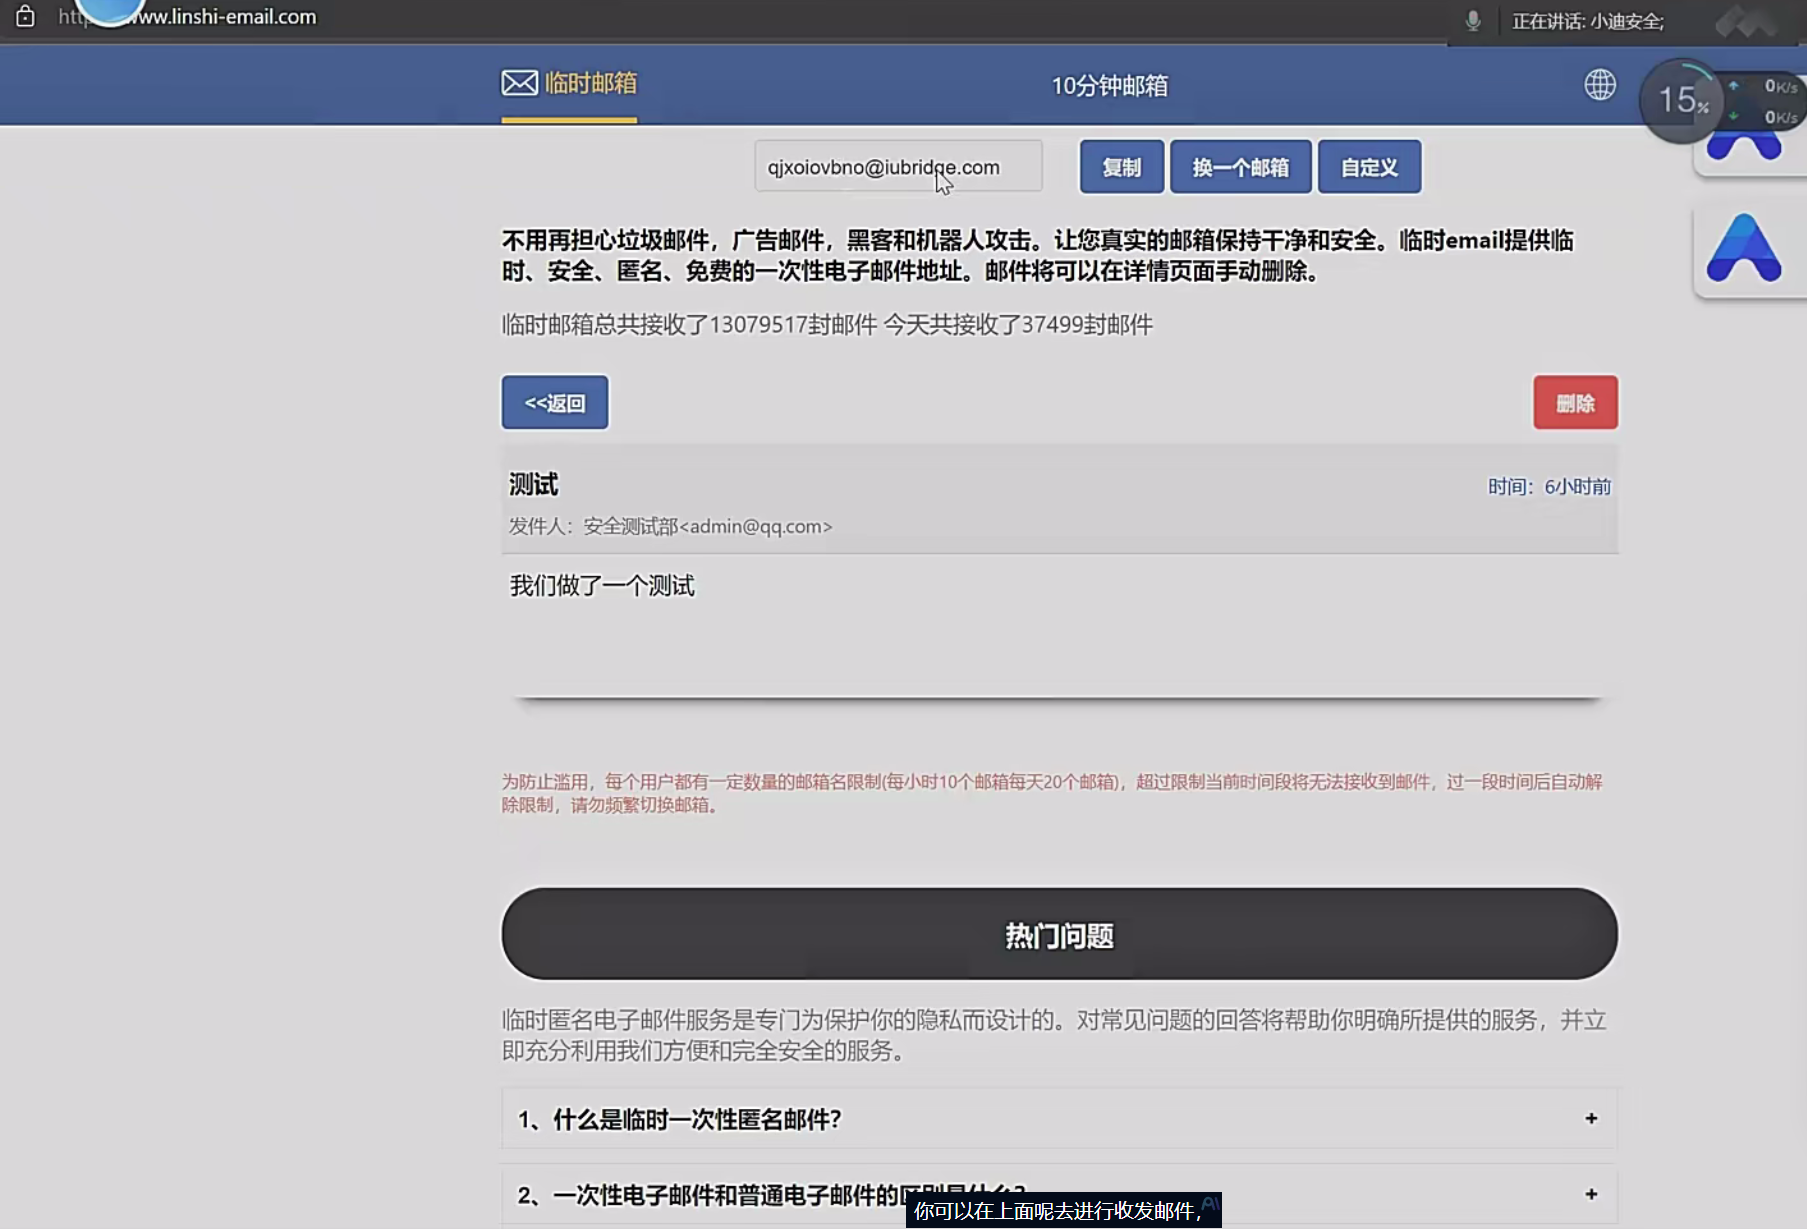 www.linshi-email.com
正在讲话: 小迪安全;
临时邮箱
10分钟邮箱
15%
0K/s
0K/s
qjxoiovbno@iubridge.com
复制
换一个邮箱
自定义
不用再担心垃圾邮件，广告邮件，黑客和机器人攻击。让您真实的邮箱保持干净和安全。临时email提供临
时、安全、匿名、免费的一次性电子邮件地址。邮件将可以在详情页面手动删除。
临时邮箱总共接收了13079517封邮件 今天共接收了37499封邮件
<<返回
删除
测试
时间：6小时前
发件人：安全测试部<admin@qq.com>
我们做了一个测试
为防止滥用，每个用户都有一定数量的邮箱名限制(每小时10个邮箱每天20个邮箱)，超过限制当前时间段将无法接收到邮件，过一段时间后自动解
除限制，请勿频繁切换邮箱。
热门问题
临时匿名电子邮件服务是专门为保护你的隐私而设计的。对常见问题的回答将帮助你明确所提供的服务，并立
即充分利用我们方便和完全安全的服务。
1、什么是临时一次性匿名邮件？
+
2、一次性电子邮件和普通电子邮件的区别是什么？
+
你可以在上面呢去进行收发邮件,
AI